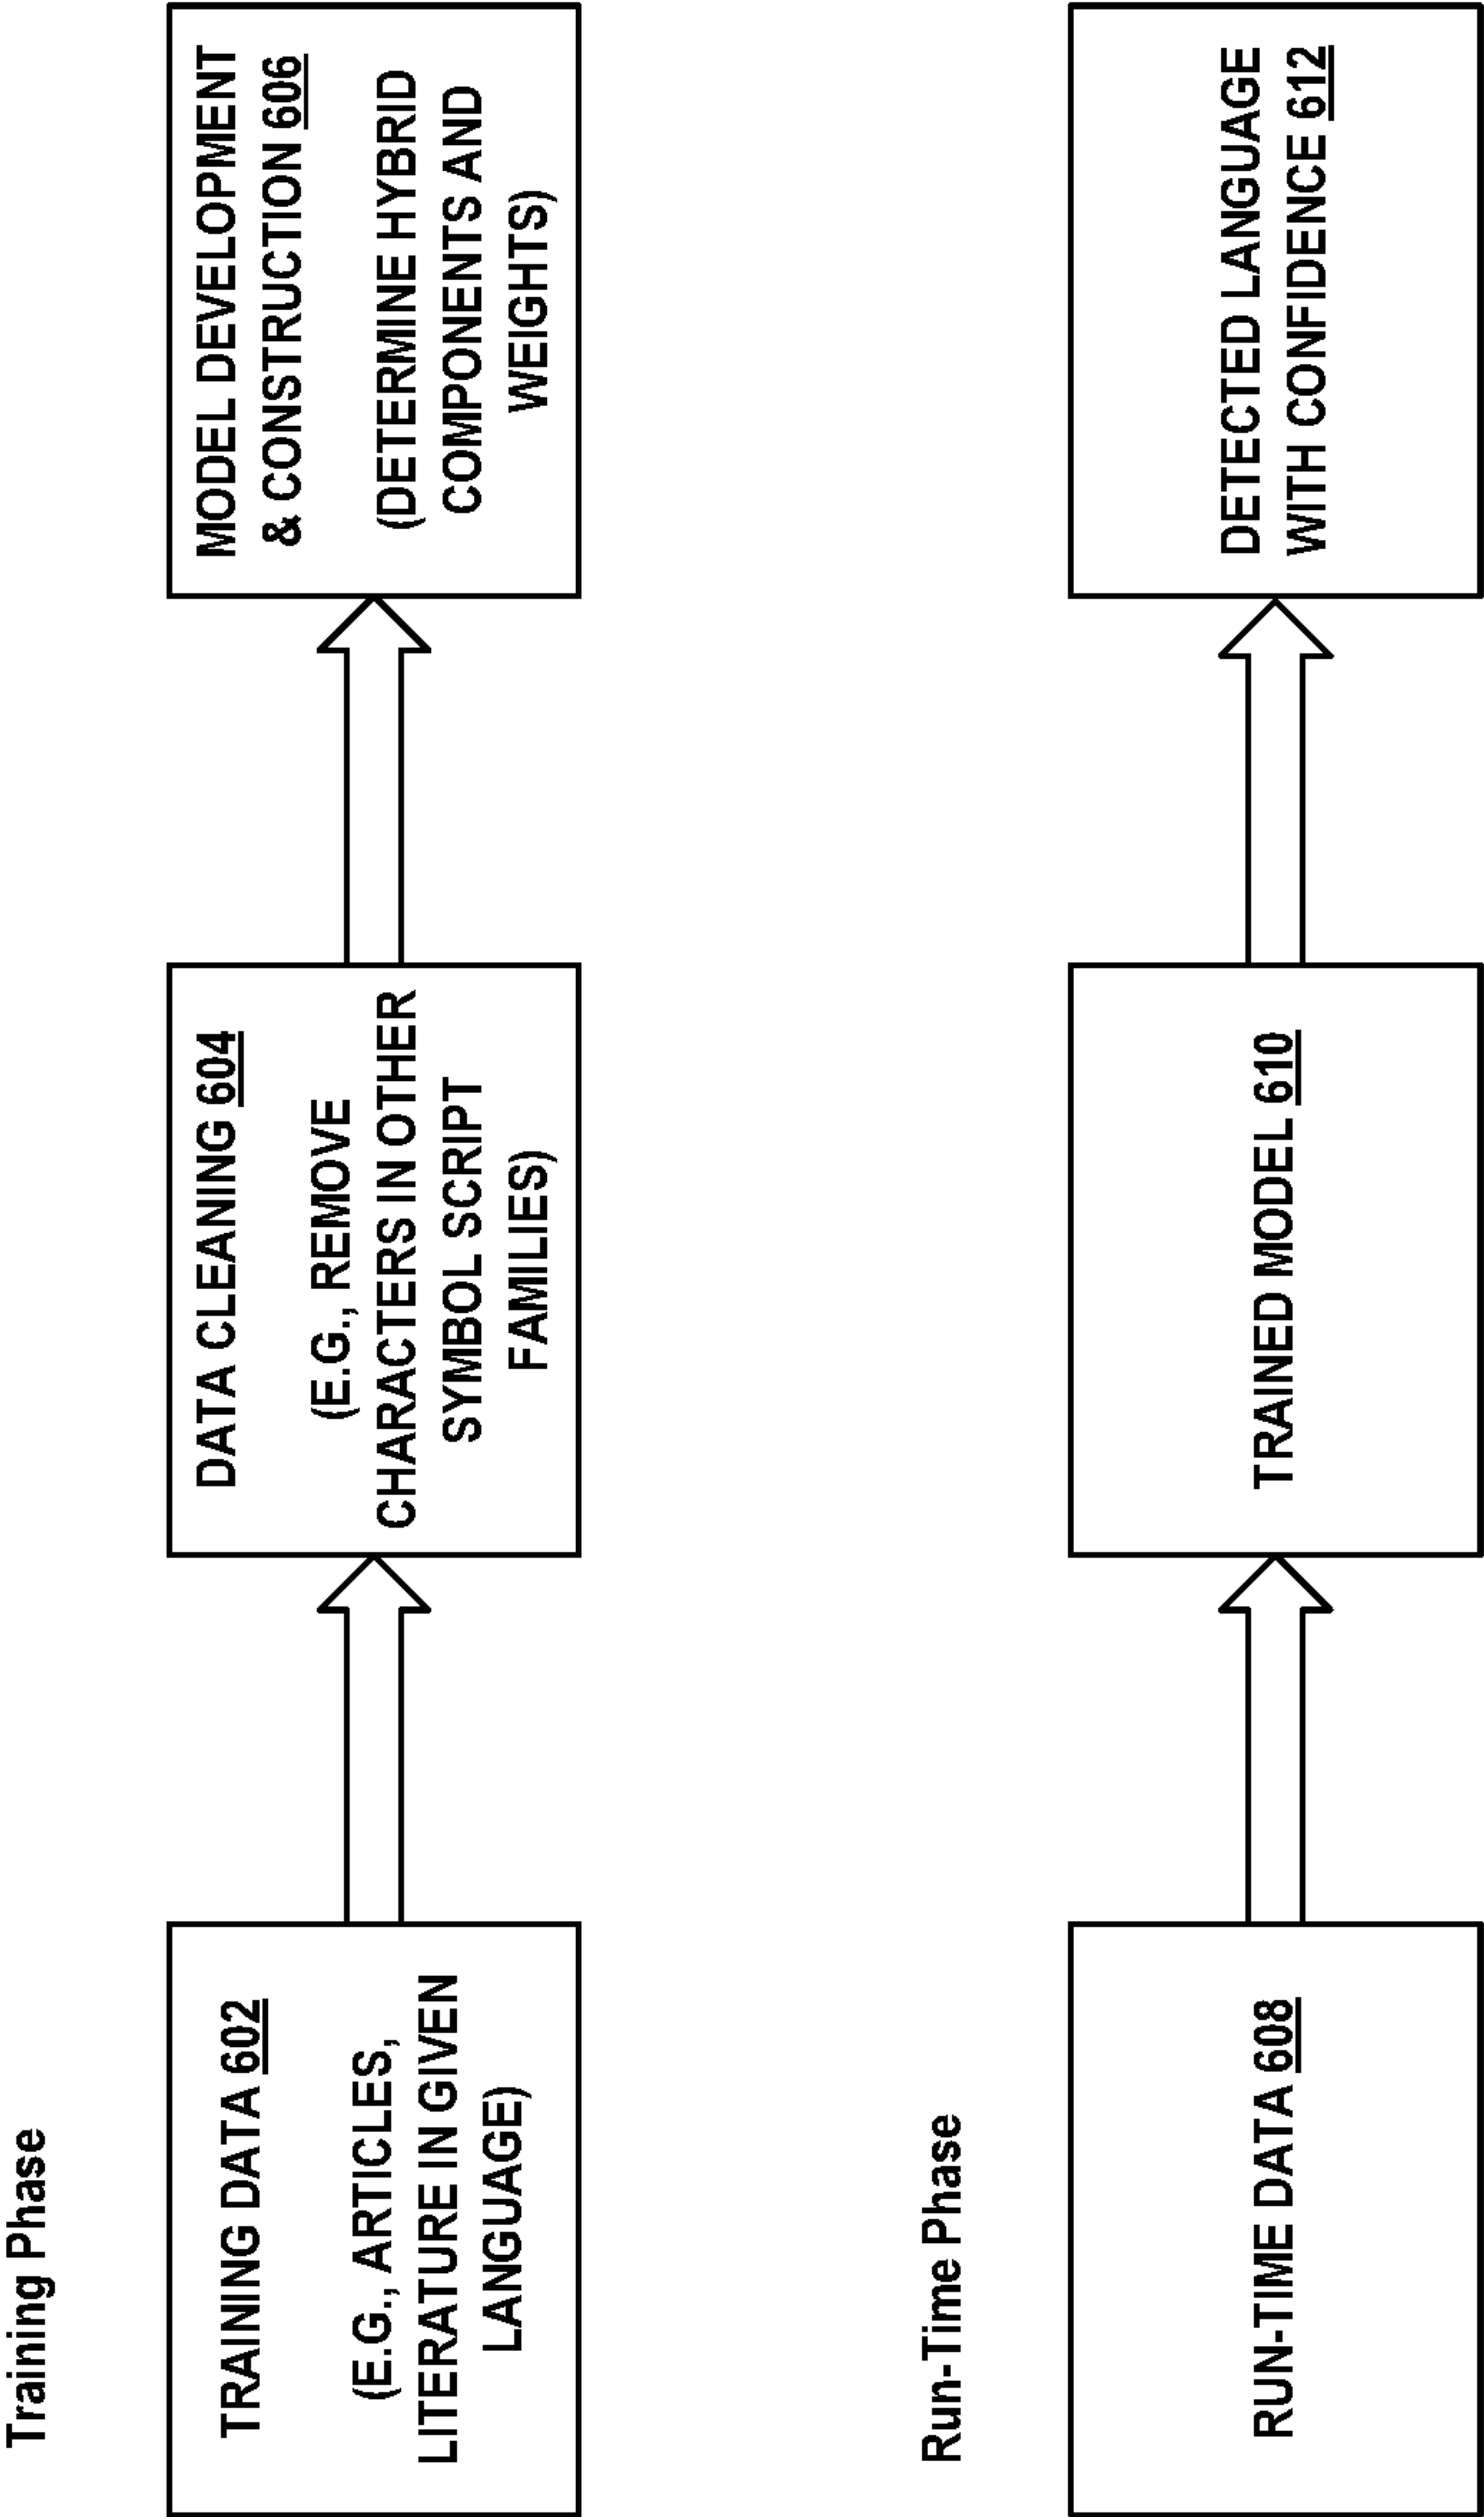 Training Phase
TRAINING DATA 602
(E.G., ARTICLES,
LITERATURE IN GIVEN
LANGUAGE)
DATA CLEANING 604
(E.G., REMOVE
CHARACTERS IN OTHER
SYMBOL SCRIPT
FAMILIES)
MODEL DEVELOPMENT
& CONSTRUCTION 606
(DETERMINE HYBRID
COMPONENTS AND
WEIGHTS)
Run-Time Phase
RUN-TIME DATA 608
TRAINED MODEL 610
DETECTED LANGUAGE
WITH CONFIDENCE 612